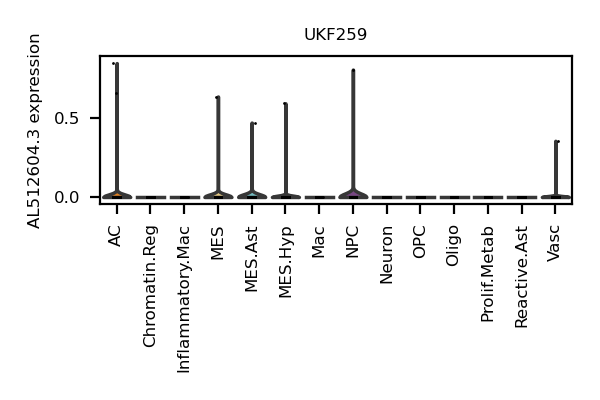 UKF259
AL512604.3 expression
0.5
0.0
AC
Chromatin.Reg
Inflammatory.Mac
MES
MES.Ast
MES.Hyp
Mac
NPC
Neuron
OPC
Oligo
Prolif.Metab
Reactive.Ast
Vasc